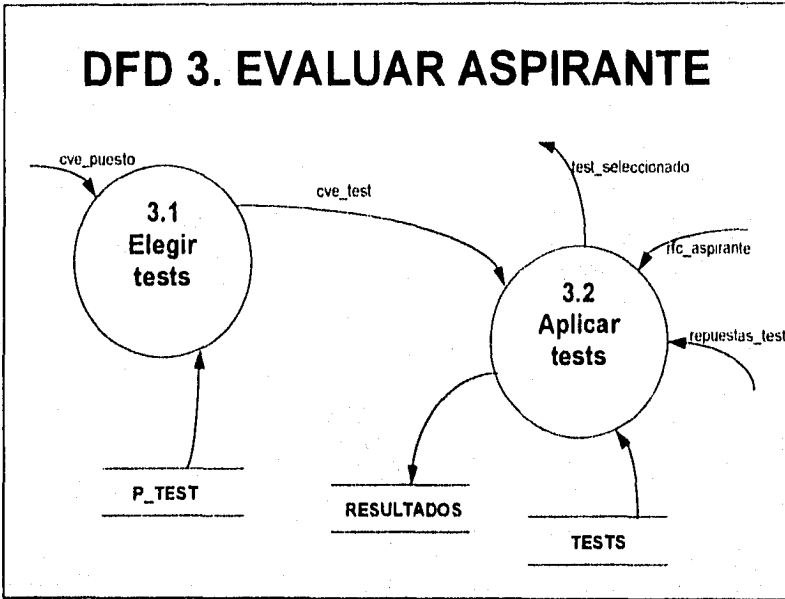 DFD 3. EVALUAR ASPIRANTE
cve_puesto
test_seleccionado
cve_test
3.1
Elegir
tests
rfc_aspirante
3.2
Aplicar
tests
repuestas_test
P_TEST
RESULTADOS
TESTS